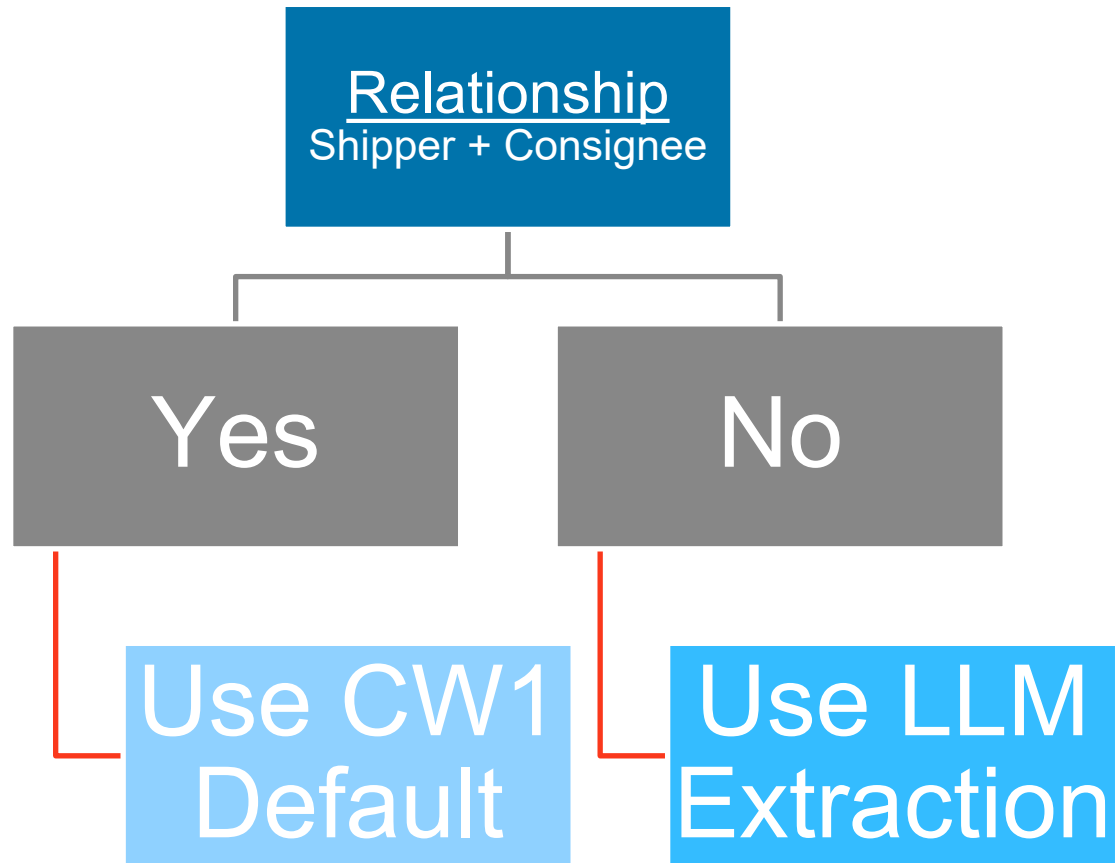 Relationship
Shipper + Consignee
Yes
No
Use CW1
Default
Use LLM
Extraction